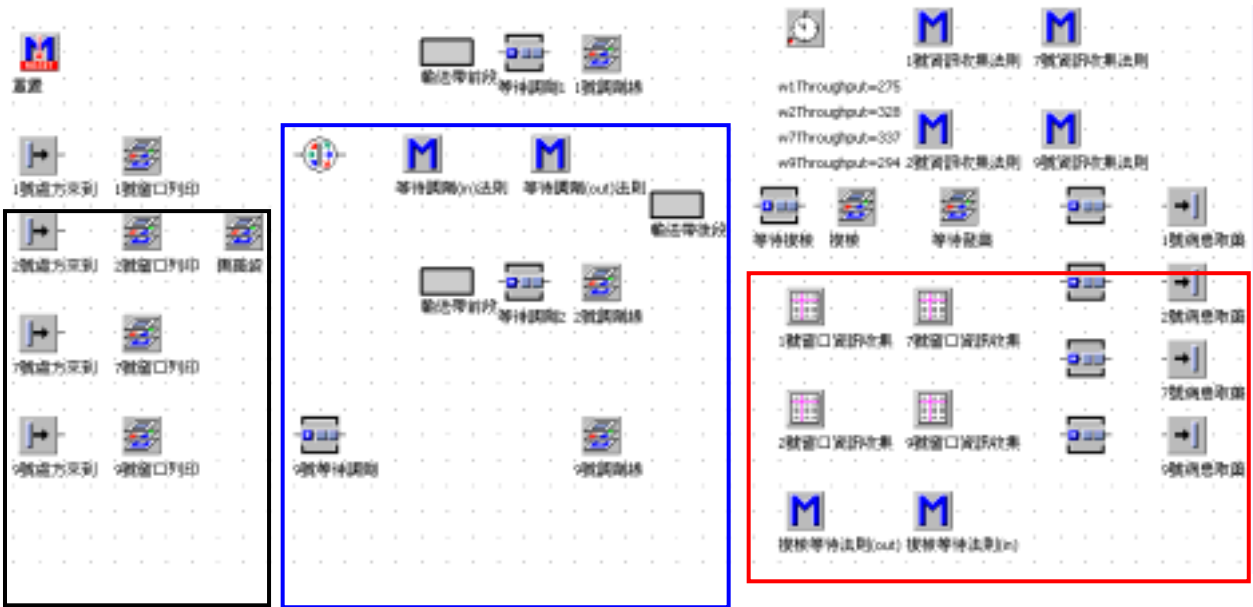 重置
輸送帶前段
等待調劑1
1號調劑線
1號資訊收集法則
7號資訊收集法則
w1Throughput=275
w2Throughput=328
w7Throughput=337
w9Throughput=294
2號資訊收集法則
9號資訊收集法則
1號處方來到
1號窗口列印
等待調劑(in)法則
等待調劑(out)法則
輸送帶後段
等待複核
複核
等待發藥
1號病患取藥
2號處方來到
2號窗口列印
輸送帶前段
等待調劑2
2號調劑線
2號病患取藥
1號窗口資訊收集
7號窗口資訊收集
7號處方來到
7號窗口列印
7號病患取藥
2號窗口資訊收集
9號窗口資訊收集
9號處方來到
9號窗口列印
9號等待調劑
9號調劑線
9號病患取藥
複核等待法則(out)
複核等待法則(in)